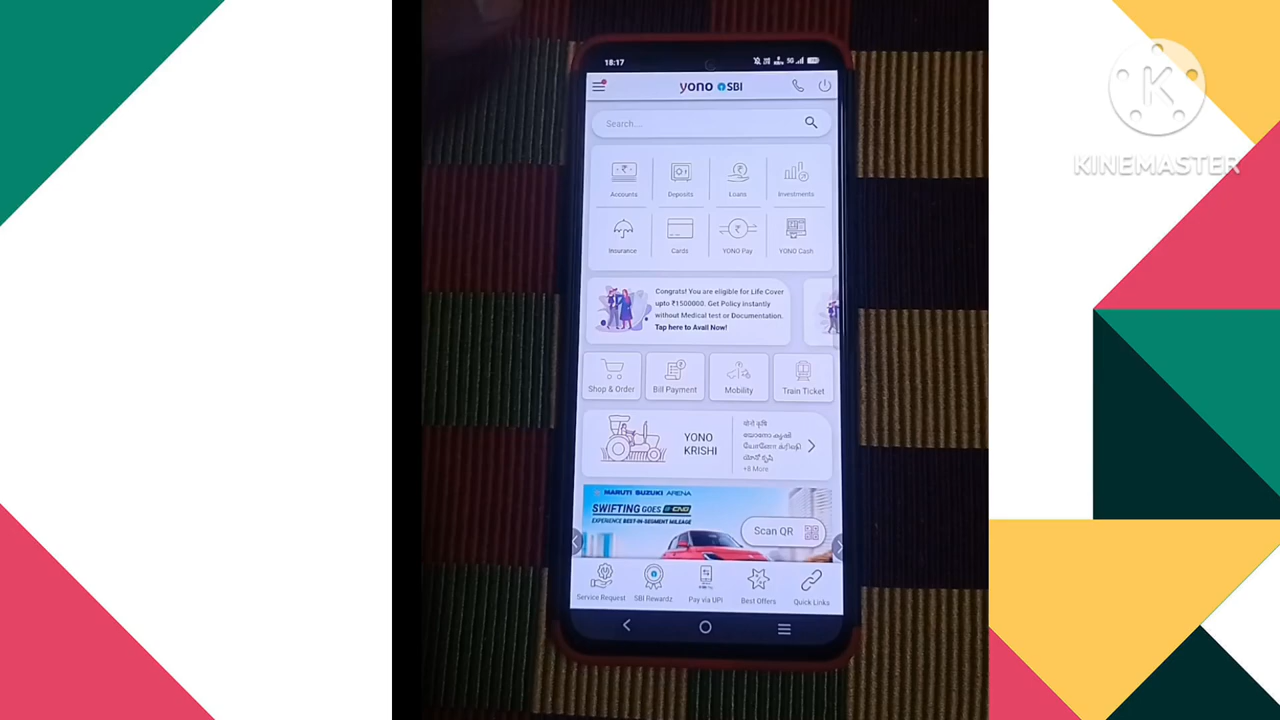 18:17
5G
yono SBI
Search...
Accounts
Deposits
Loans
Investments
Insurance
Cards
YONO Pay
YONO Cash
Congrats! You are eligible for Life Cover
upto ₹1500000. Get Policy instantly
without Medical test or Documentation.
Tap here to Avail Now!
Shop & Order
Bill Payment
Mobility
Train Ticket
YONO
KRISHI
योनो कृषि
യോനോ കൃഷി
யோனோ க்ரிஷி
ಯೋನೋ ಕೃಷಿ
+8 More
MARUTI SUZUKI ARENA
SWIFTING GOES CNG
EXPERIENCE BEST-IN-SEGMENT MILEAGE
Scan QR
Service Request
SBI Rewardz
Pay via UPI
Best Offers
Quick Links
K
KINEMASTER